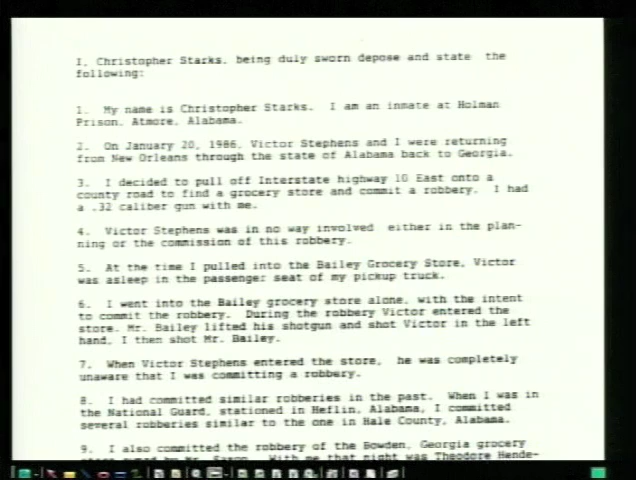 I, Christopher Starks, being duly sworn depose and state the
following:
1. My name is Christopher Starks. I am an inmate at Holman
Prison, Atmore, Alabama.
2. On January 20, 1986, Victor Stephens and I were returning
from New Orleans through the state of Alabama back to Georgia.
3. I decided to pull off Interstate highway 10 East onto a
county road to find a grocery store and commit a robbery. I had
a .32 caliber gun with me.
4. Victor Stephens was in no way involved either in the plan-
ning or the commission of this robbery.
5. At the time I pulled into the Bailey Grocery Store, Victor
was asleep in the passenger seat of my pickup truck.
6. I went into the Bailey grocery store alone, with the intent
to commit the robbery. During the robbery Victor entered the
store. Mr. Bailey lifted his shotgun and shot Victor in the left
hand, I then shot Mr. Bailey.
7. When Victor Stephens entered the store, he was completely
unaware that I was committing a robbery.
8. I had committed similar robberies in the past. When I was in
the National Guard, stationed in Heflin, Alabama, I committed
several robberies similar to the one in Hale County, Alabama.
9. I also committed the robbery of the Bowden, Georgia grocery
store owned by Mr. With me that night was Theodore Hende-